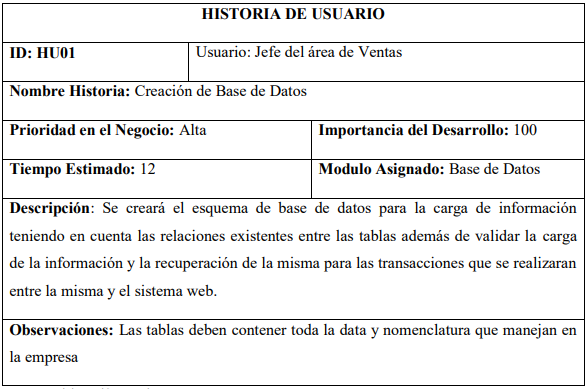 HISTORIA DE USUARIO
ID: HU01 Usuario: Jefe del área de Ventas
Nombre Historia: Creación de Base de Datos
Prioridad en el Negocio: Alta Importancia del Desarrollo: 100
Tiempo Estimado: 12 Modulo Asignado: Base de Datos
Descripción: Se creará el esquema de base de datos para la carga de información
teniendo en cuenta las relaciones existentes entre las tablas además de validar la carga
de la información y la recuperación de la misma para las transacciones que se realizaran
entre la misma y el sistema web.
Observaciones: Las tablas deben contener toda la data y nomenclatura que manejan en
la empresa